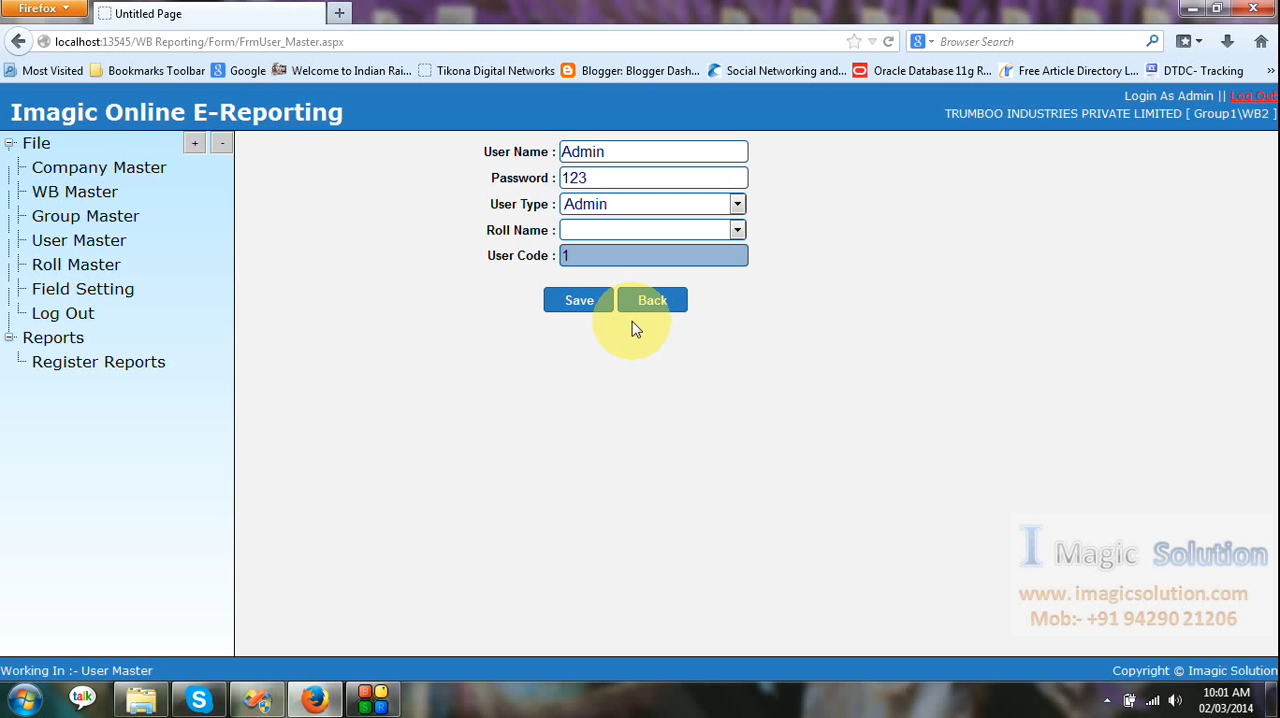 Firefox
Untitled Page
localhost:13545/WB Reporting/Form/FrmUser_Master.aspx
Browser Search
Most Visited
Bookmarks Toolbar
Google
Welcome to Indian Rai...
Tikona Digital Networks
Blogger: Blogger Dash...
Social Networking and...
Oracle Database 11g R...
Free Article Directory L...
DTDC- Tracking
»
Imagic Online E-Reporting
Login As Admin || Log Out
TRUMBOO INDUSTRIES PRIVATE LIMITED [ Group1\WB2 ]
File
+
-
Company Master
WB Master
Group Master
User Master
Roll Master
Field Setting
Log Out
Reports
Register Reports
User Name : Admin
Password : 123
User Type : Admin
Roll Name :
User Code : 1
Save
Back
I Magic Solution
www. imagicsolution.com
Mob:- +91 94290 21206
Working In :- User Master
Copyright © Imagic Solution
talk
10:01 AM
02/03/2014